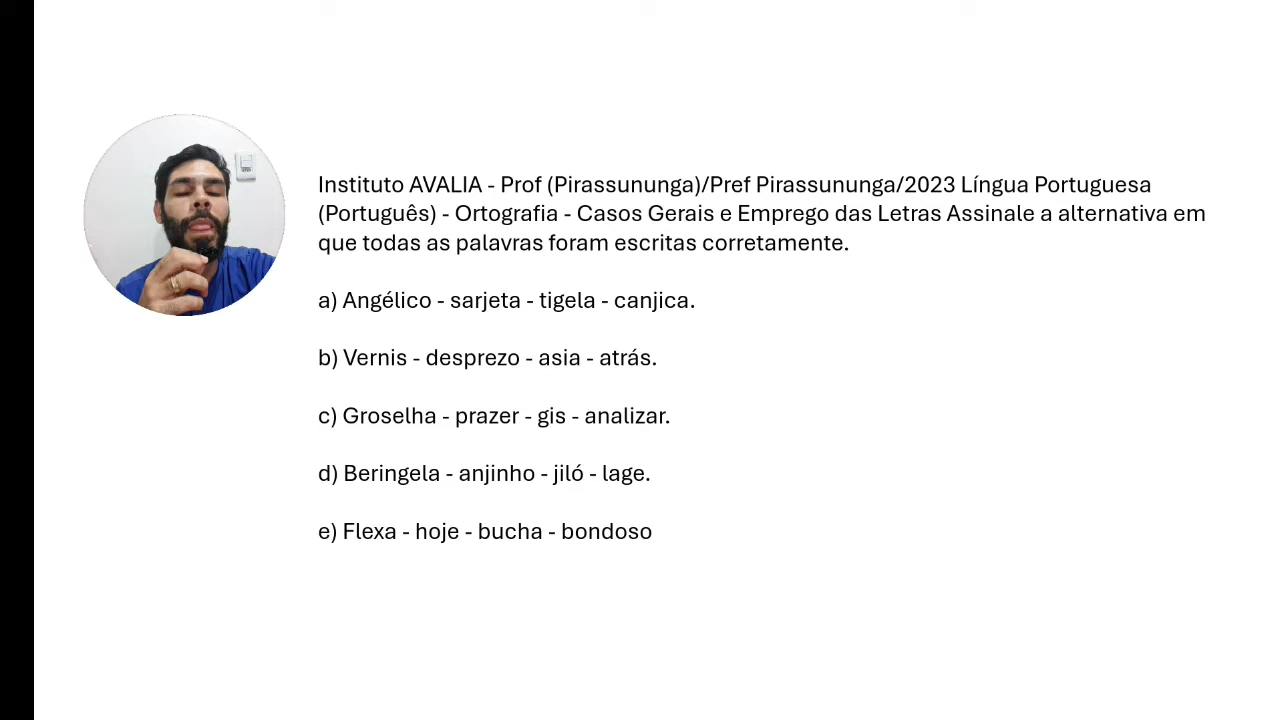 Instituto AVALIA - Prof (Pirassununga)/Pref Pirassununga/2023 Língua Portuguesa
(Português) - Ortografia - Casos Gerais e Emprego das Letras Assinale a alternativa em
que todas as palavras foram escritas corretamente.
a) Angélico - sarjeta - tigela - canjica.
b) Vernis - desprezo - asia - atrás.
c) Groselha - prazer - gis - analizar.
d) Beringela - anjinho - jiló - lage.
e) Flexa - hoje - bucha - bondoso